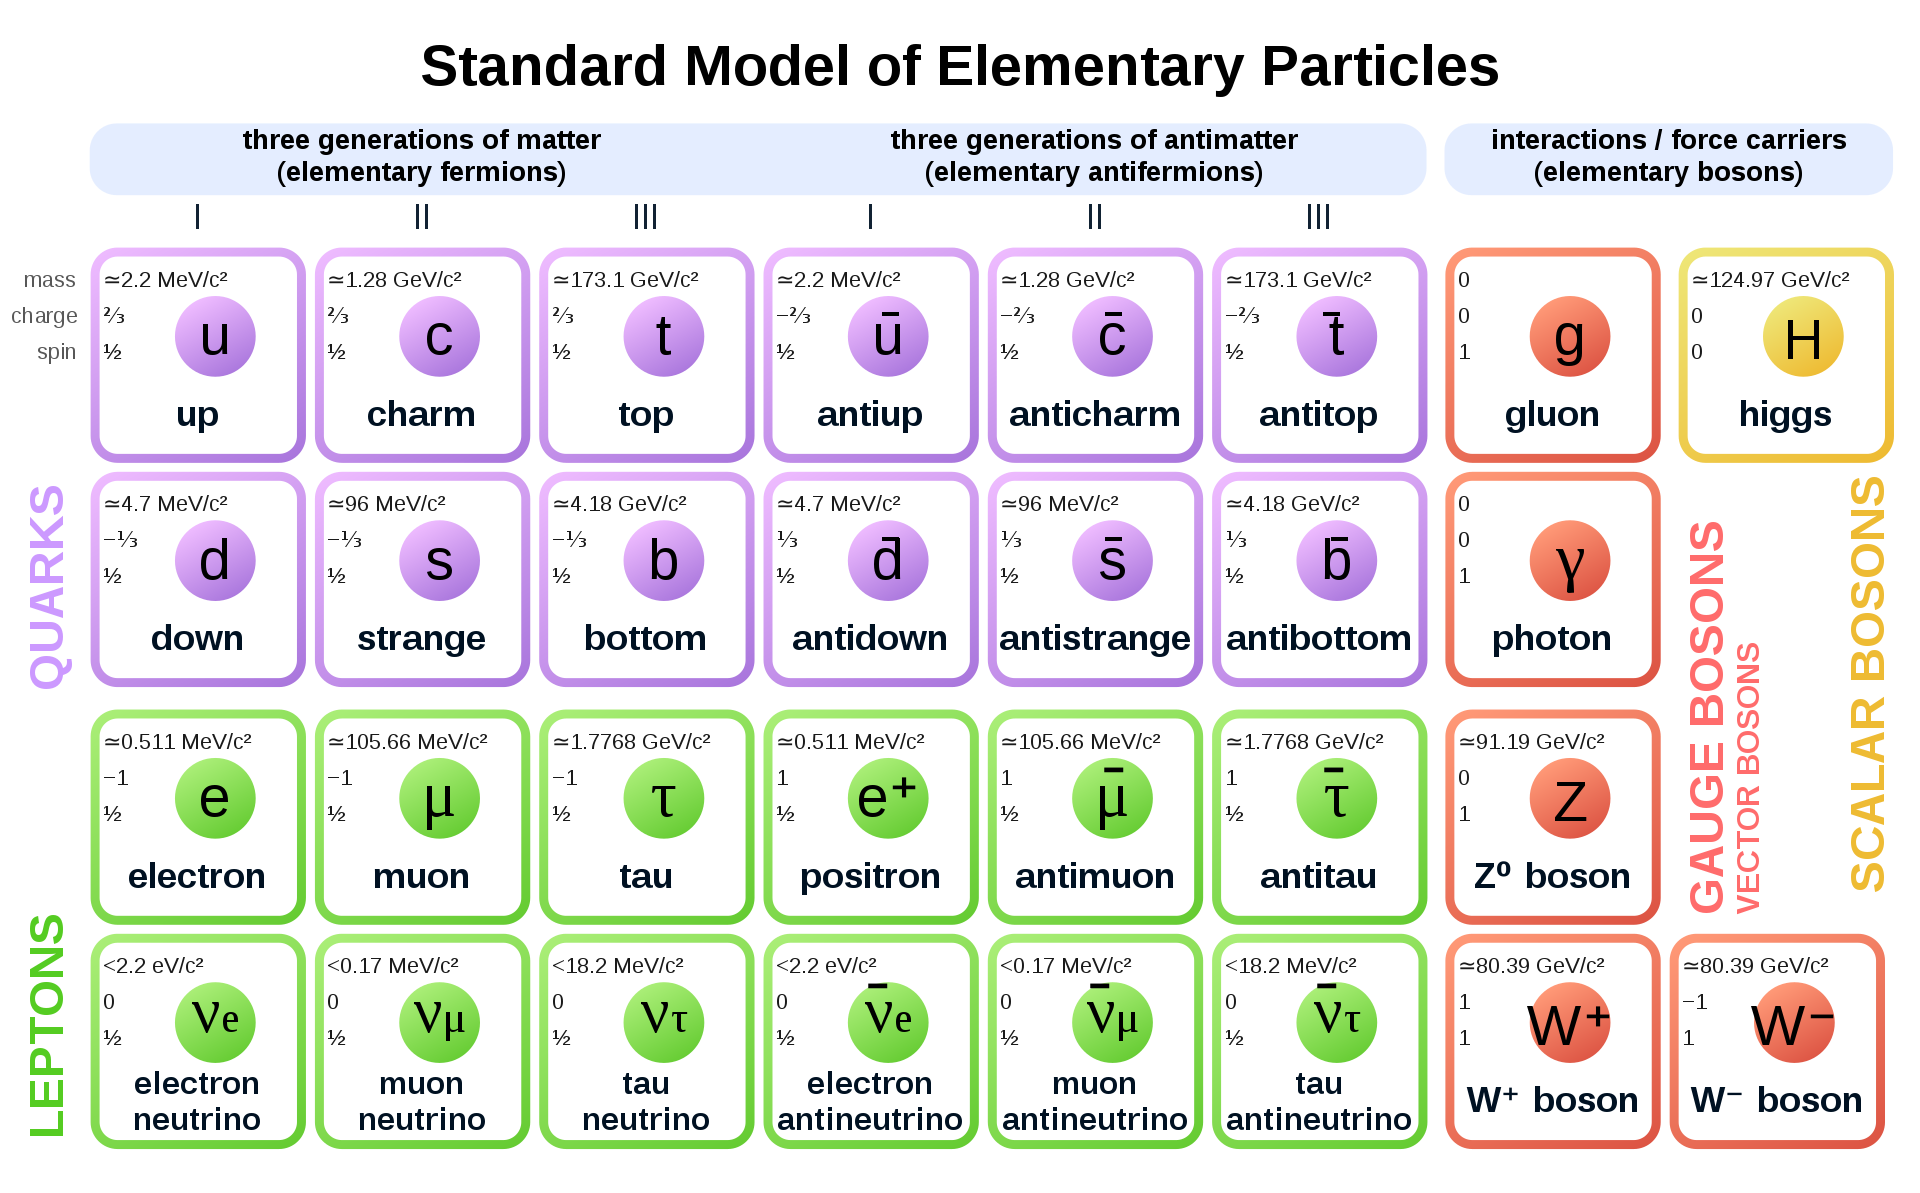 Standard Model of Elementary Particles
three generations of matter
(elementary fermions)
three generations of antimatter
(elementary antifermions)
interactions / force carriers
(elementary bosons)
I
II
III
I
II
III
mass
charge
spin
≃2.2 MeV/c²
⅔
½
u
up
≃1.28 GeV/c²
⅔
½
c
charm
≃173.1 GeV/c²
⅔
½
t
top
≃2.2 MeV/c²
−⅔
½
ū
antiup
≃1.28 GeV/c²
−⅔
½
c̄
anticharm
≃173.1 GeV/c²
−⅔
½
t̄
antitop
0
0
1
g
gluon
≃124.97 GeV/c²
0
0
H
higgs
QUARKS
≃4.7 MeV/c²
−⅓
½
d
down
≃96 MeV/c²
−⅓
½
s
strange
≃4.18 GeV/c²
−⅓
½
b
bottom
≃4.7 MeV/c²
⅓
½
d̄
antidown
≃96 MeV/c²
⅓
½
s̄
antistrange
≃4.18 GeV/c²
⅓
½
b̄
antibottom
0
0
1
γ
photon
GAUGE BOSONS
VECTOR BOSONS
SCALAR BOSONS
LEPTONS
≃0.511 MeV/c²
−1
½
e
electron
≃105.66 MeV/c²
−1
½
μ
muon
≃1.7768 GeV/c²
−1
½
τ
tau
≃0.511 MeV/c²
1
½
e⁺
positron
≃105.66 MeV/c²
1
½
μ̄
antimuon
≃1.7768 GeV/c²
1
½
τ̄
antitau
≃91.19 GeV/c²
0
1
Z
Z⁰ boson
<2.2 eV/c²
0
½
νe
electron
neutrino
<0.17 MeV/c²
0
½
νμ
muon
neutrino
<18.2 MeV/c²
0
½
ντ
tau
neutrino
<2.2 eV/c²
0
½
ν̄e
electron
antineutrino
<0.17 MeV/c²
0
½
ν̄μ
muon
antineutrino
<18.2 MeV/c²
0
½
ν̄τ
tau
antineutrino
≃80.39 GeV/c²
1
1
W⁺
W⁺ boson
≃80.39 GeV/c²
−1
1
W⁻
W⁻ boson